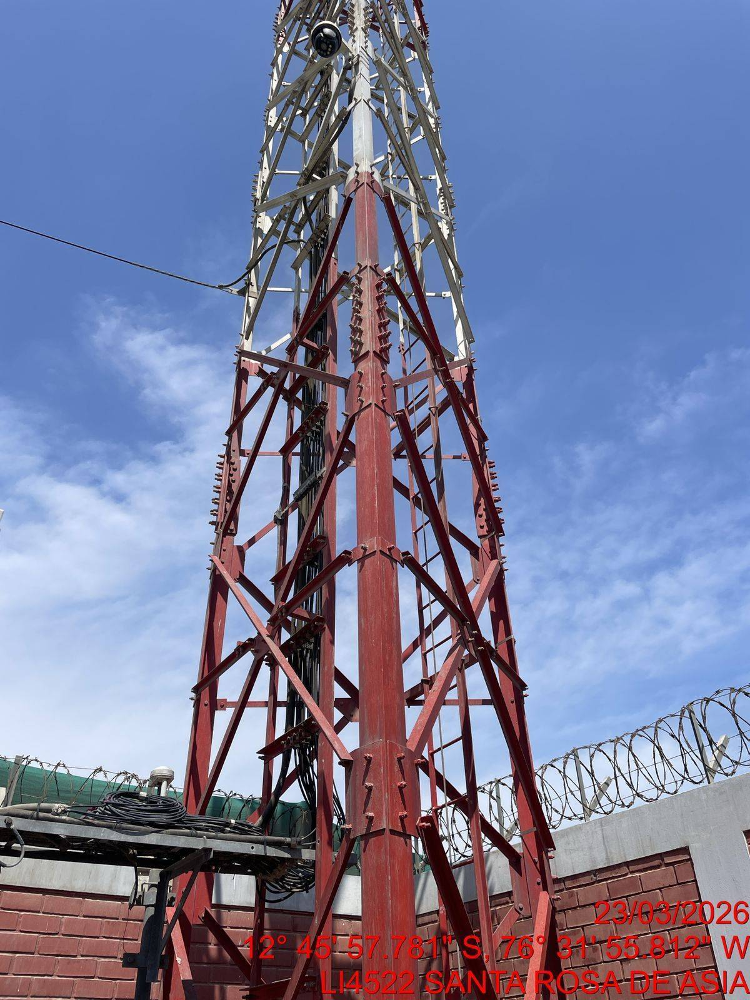 23/03/2026
12° 45' 57.781" S, 76° 31' 55.812" W
LI4522 SANTA ROSA DE ASIA